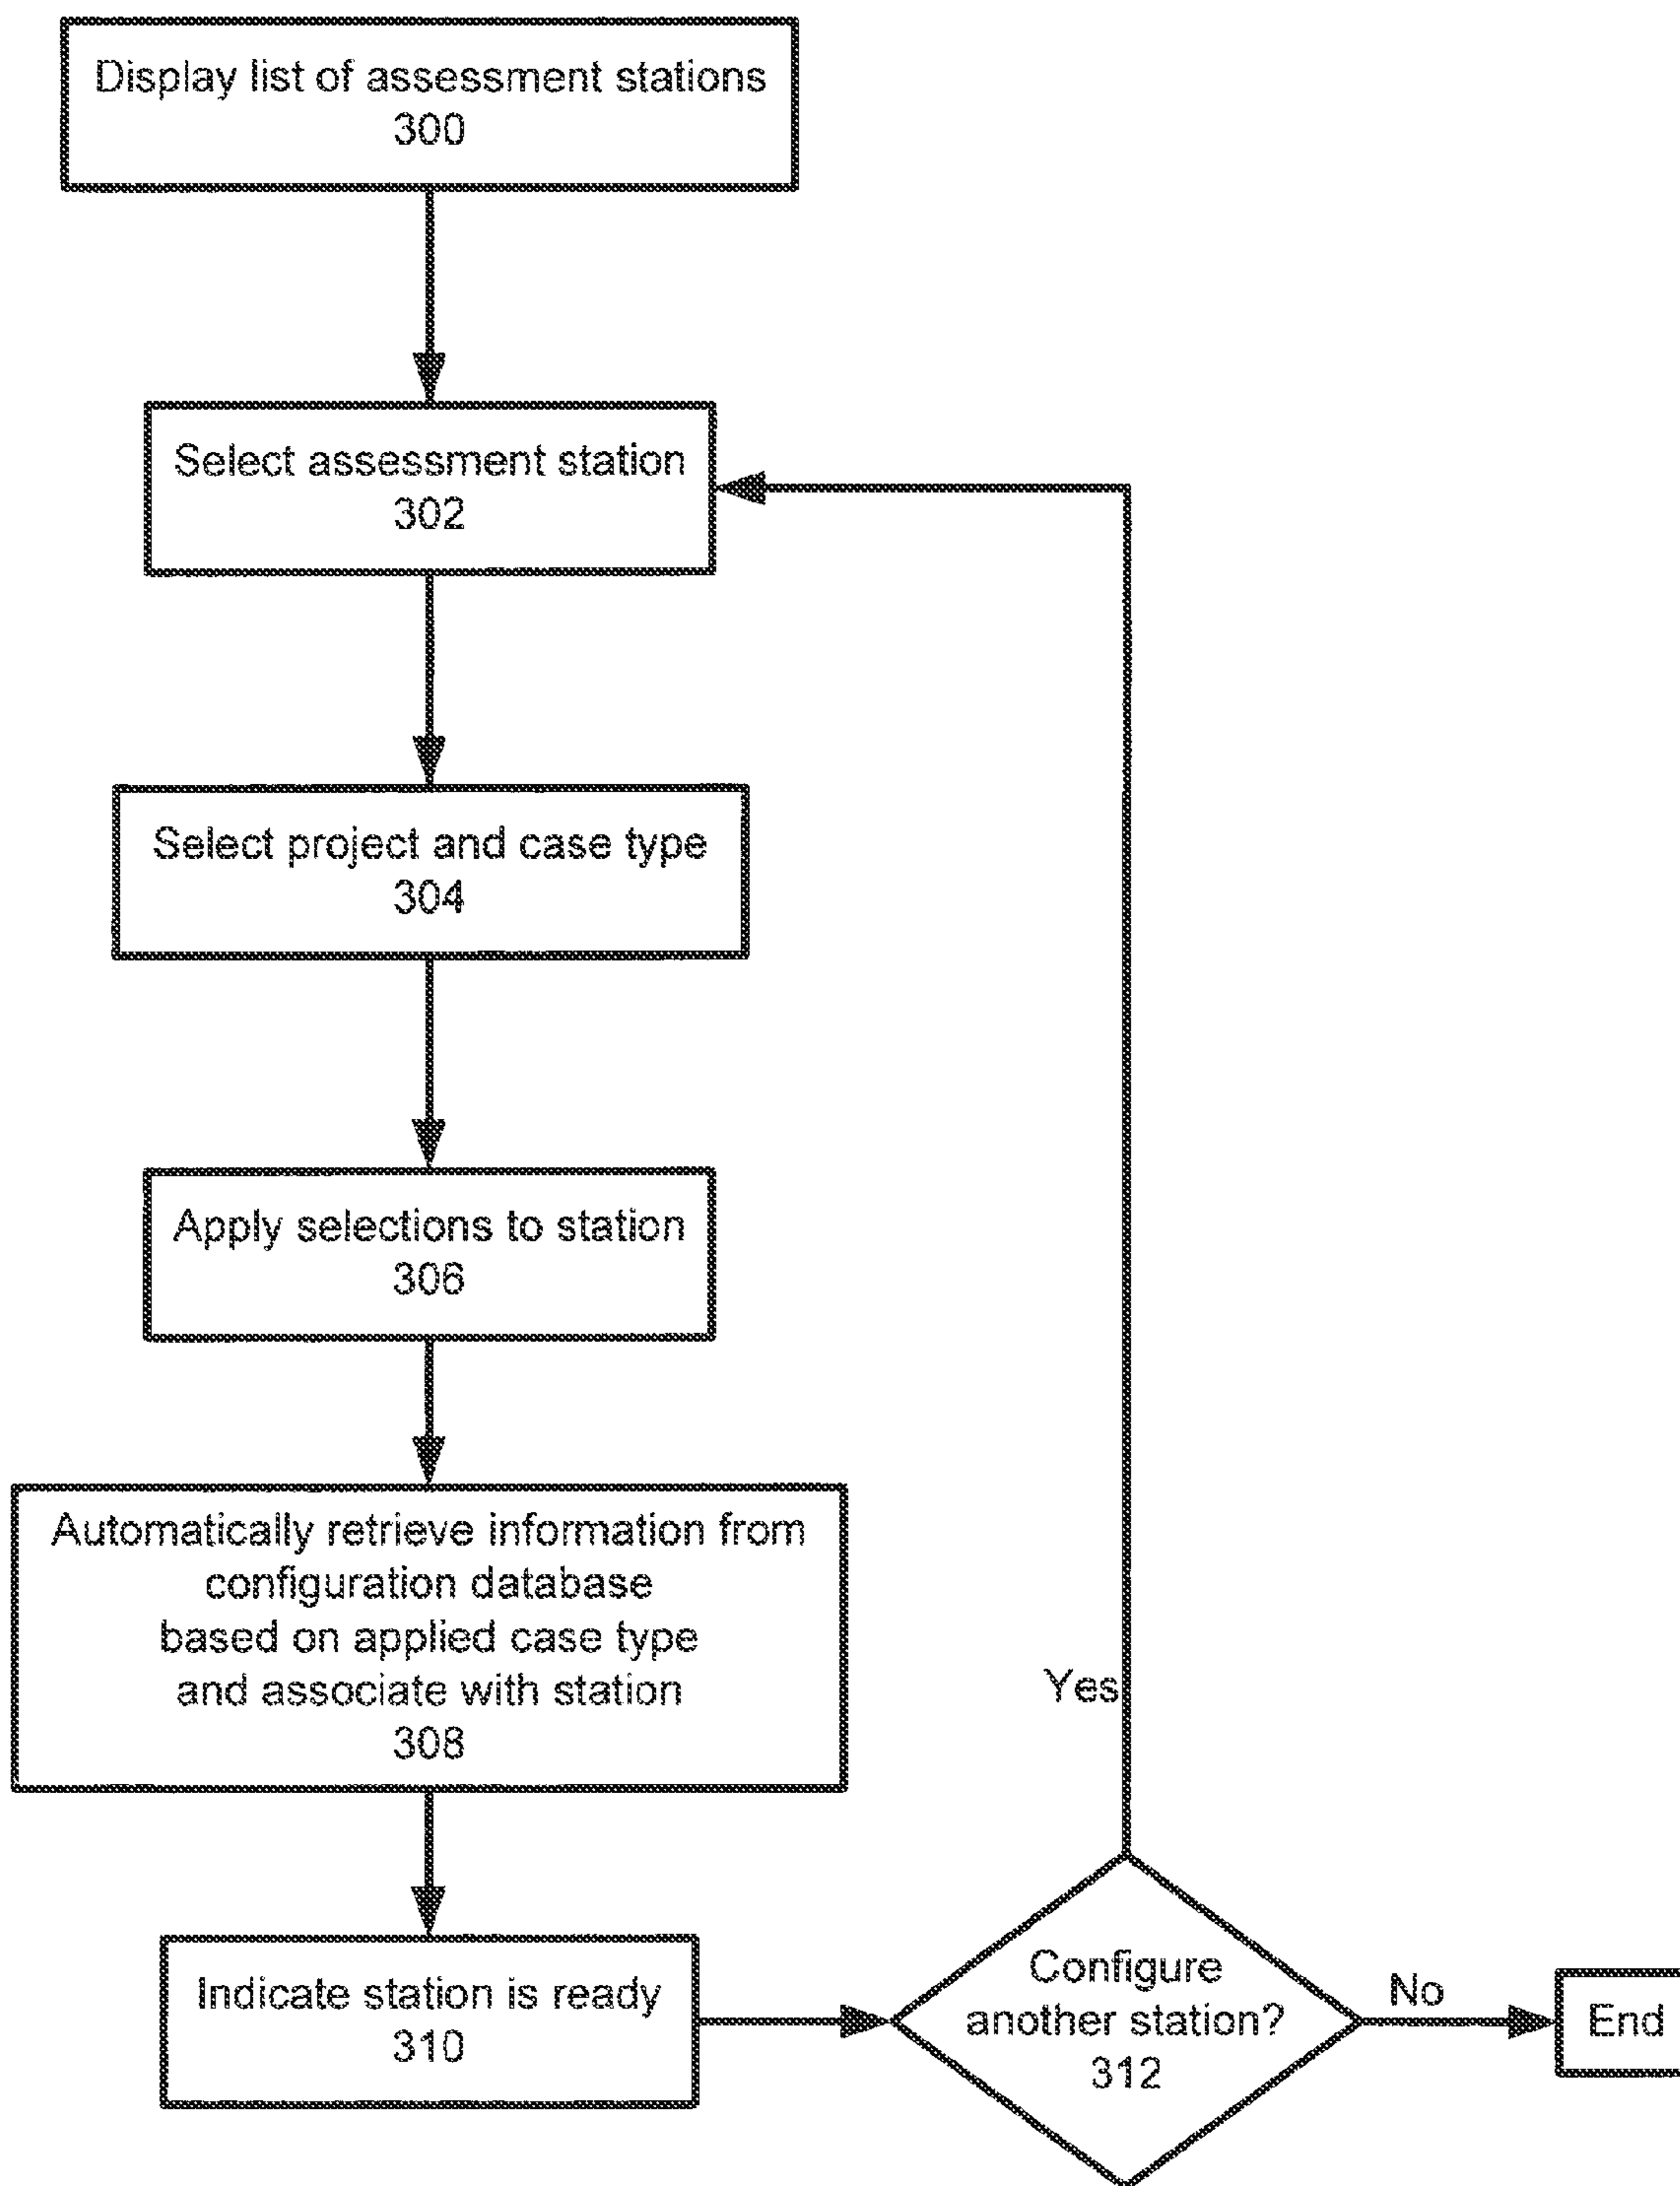 Display list of assessment stations
300
Select assessment station
302
Select project and case type
304
Apply selections to station
306
Automatically retrieve information from
configuration database
based on applied case type
and associate with station
308
Yes
Indicate station is ready
310
Configure
another station?
312
No
End